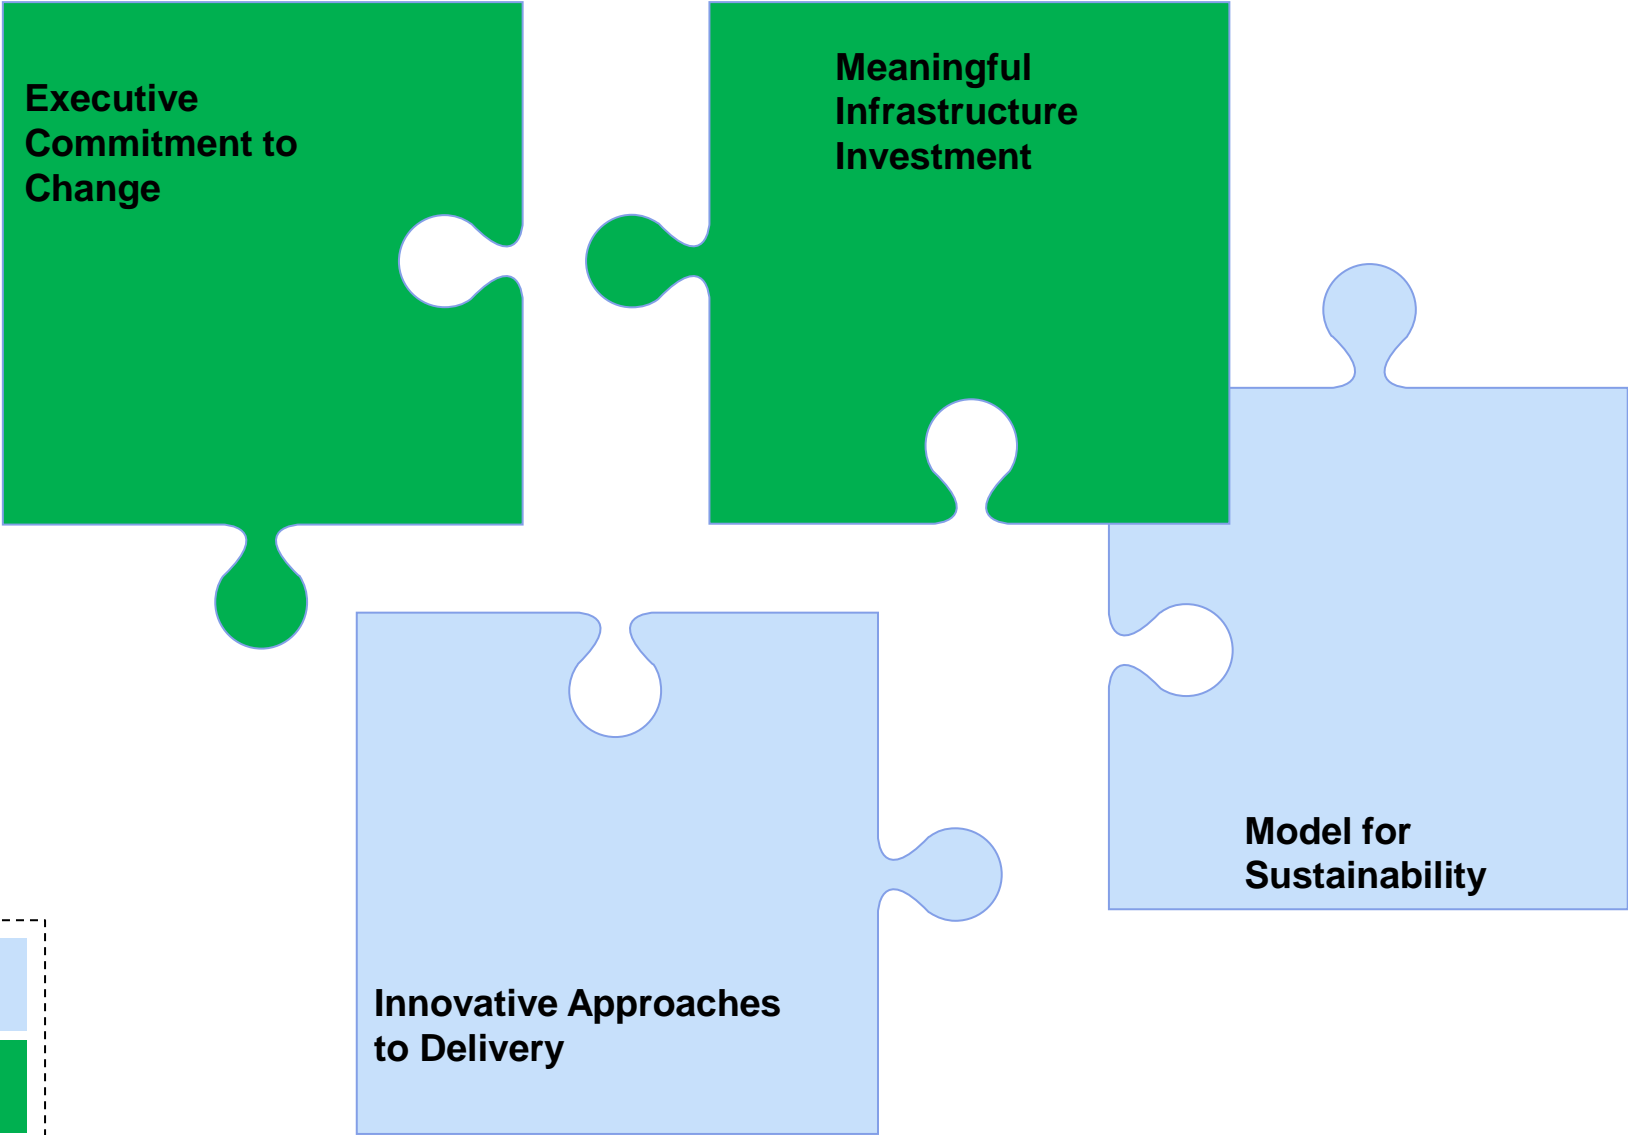 Executive
Commitment to
Change
Meaningful
Infrastructure
Investment
Model for
Sustainability
Innovative Approaches
to Delivery